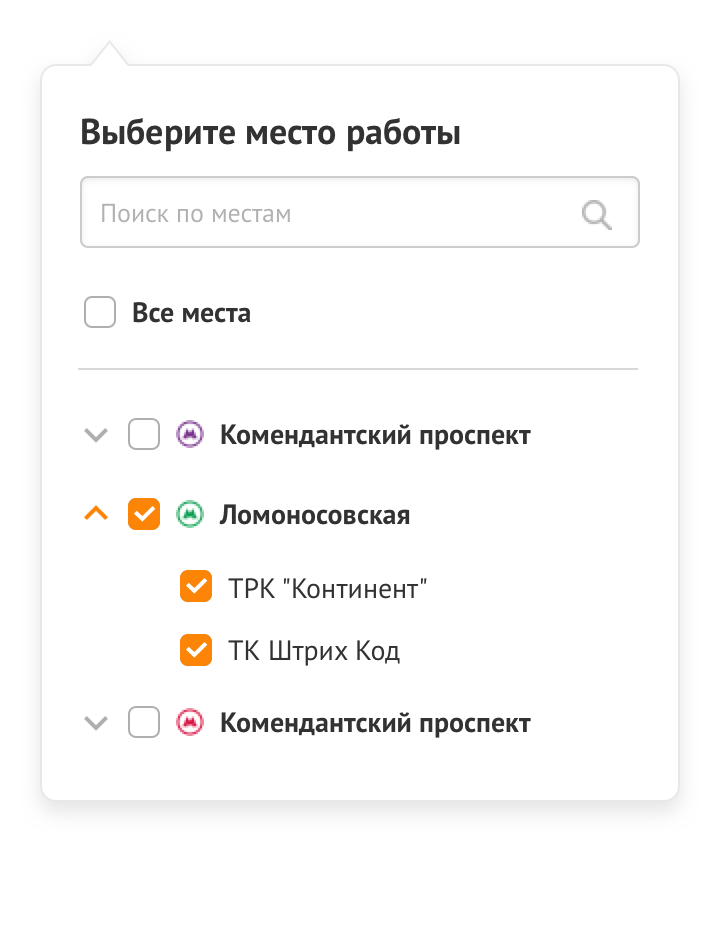 Выберите место работы
Поиск по местам
Все места
Комендантский проспект
Ломоносовская
ТРК "Континент"
ТК Штрих Код
Комендантский проспект